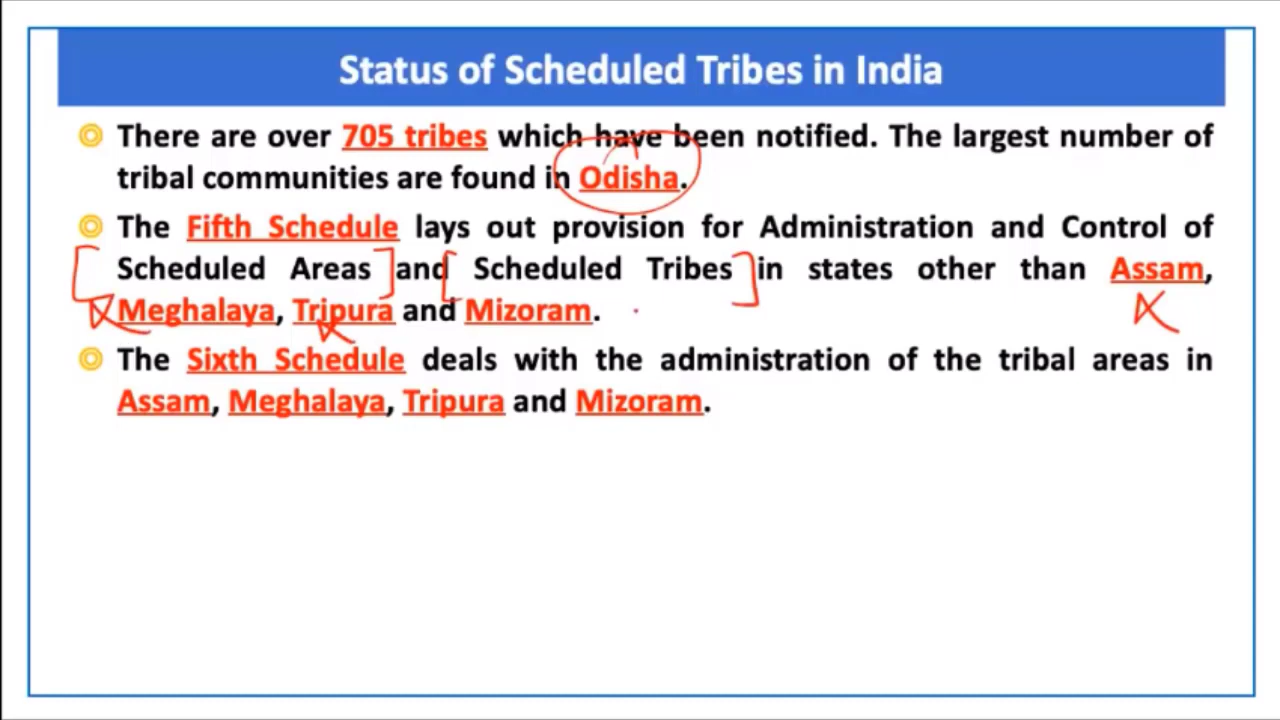 Status of Scheduled Tribes in India
There are over 705 tribes which have been notified. The largest number of
tribal communities are found in Odisha.
The Fifth Schedule lays out provision for Administration and Control of
Scheduled Areas and Scheduled Tribes in states other than Assam,
Meghalaya, Tripura and Mizoram.
The Sixth Schedule deals with the administration of the tribal areas in
Assam, Meghalaya, Tripura and Mizoram.